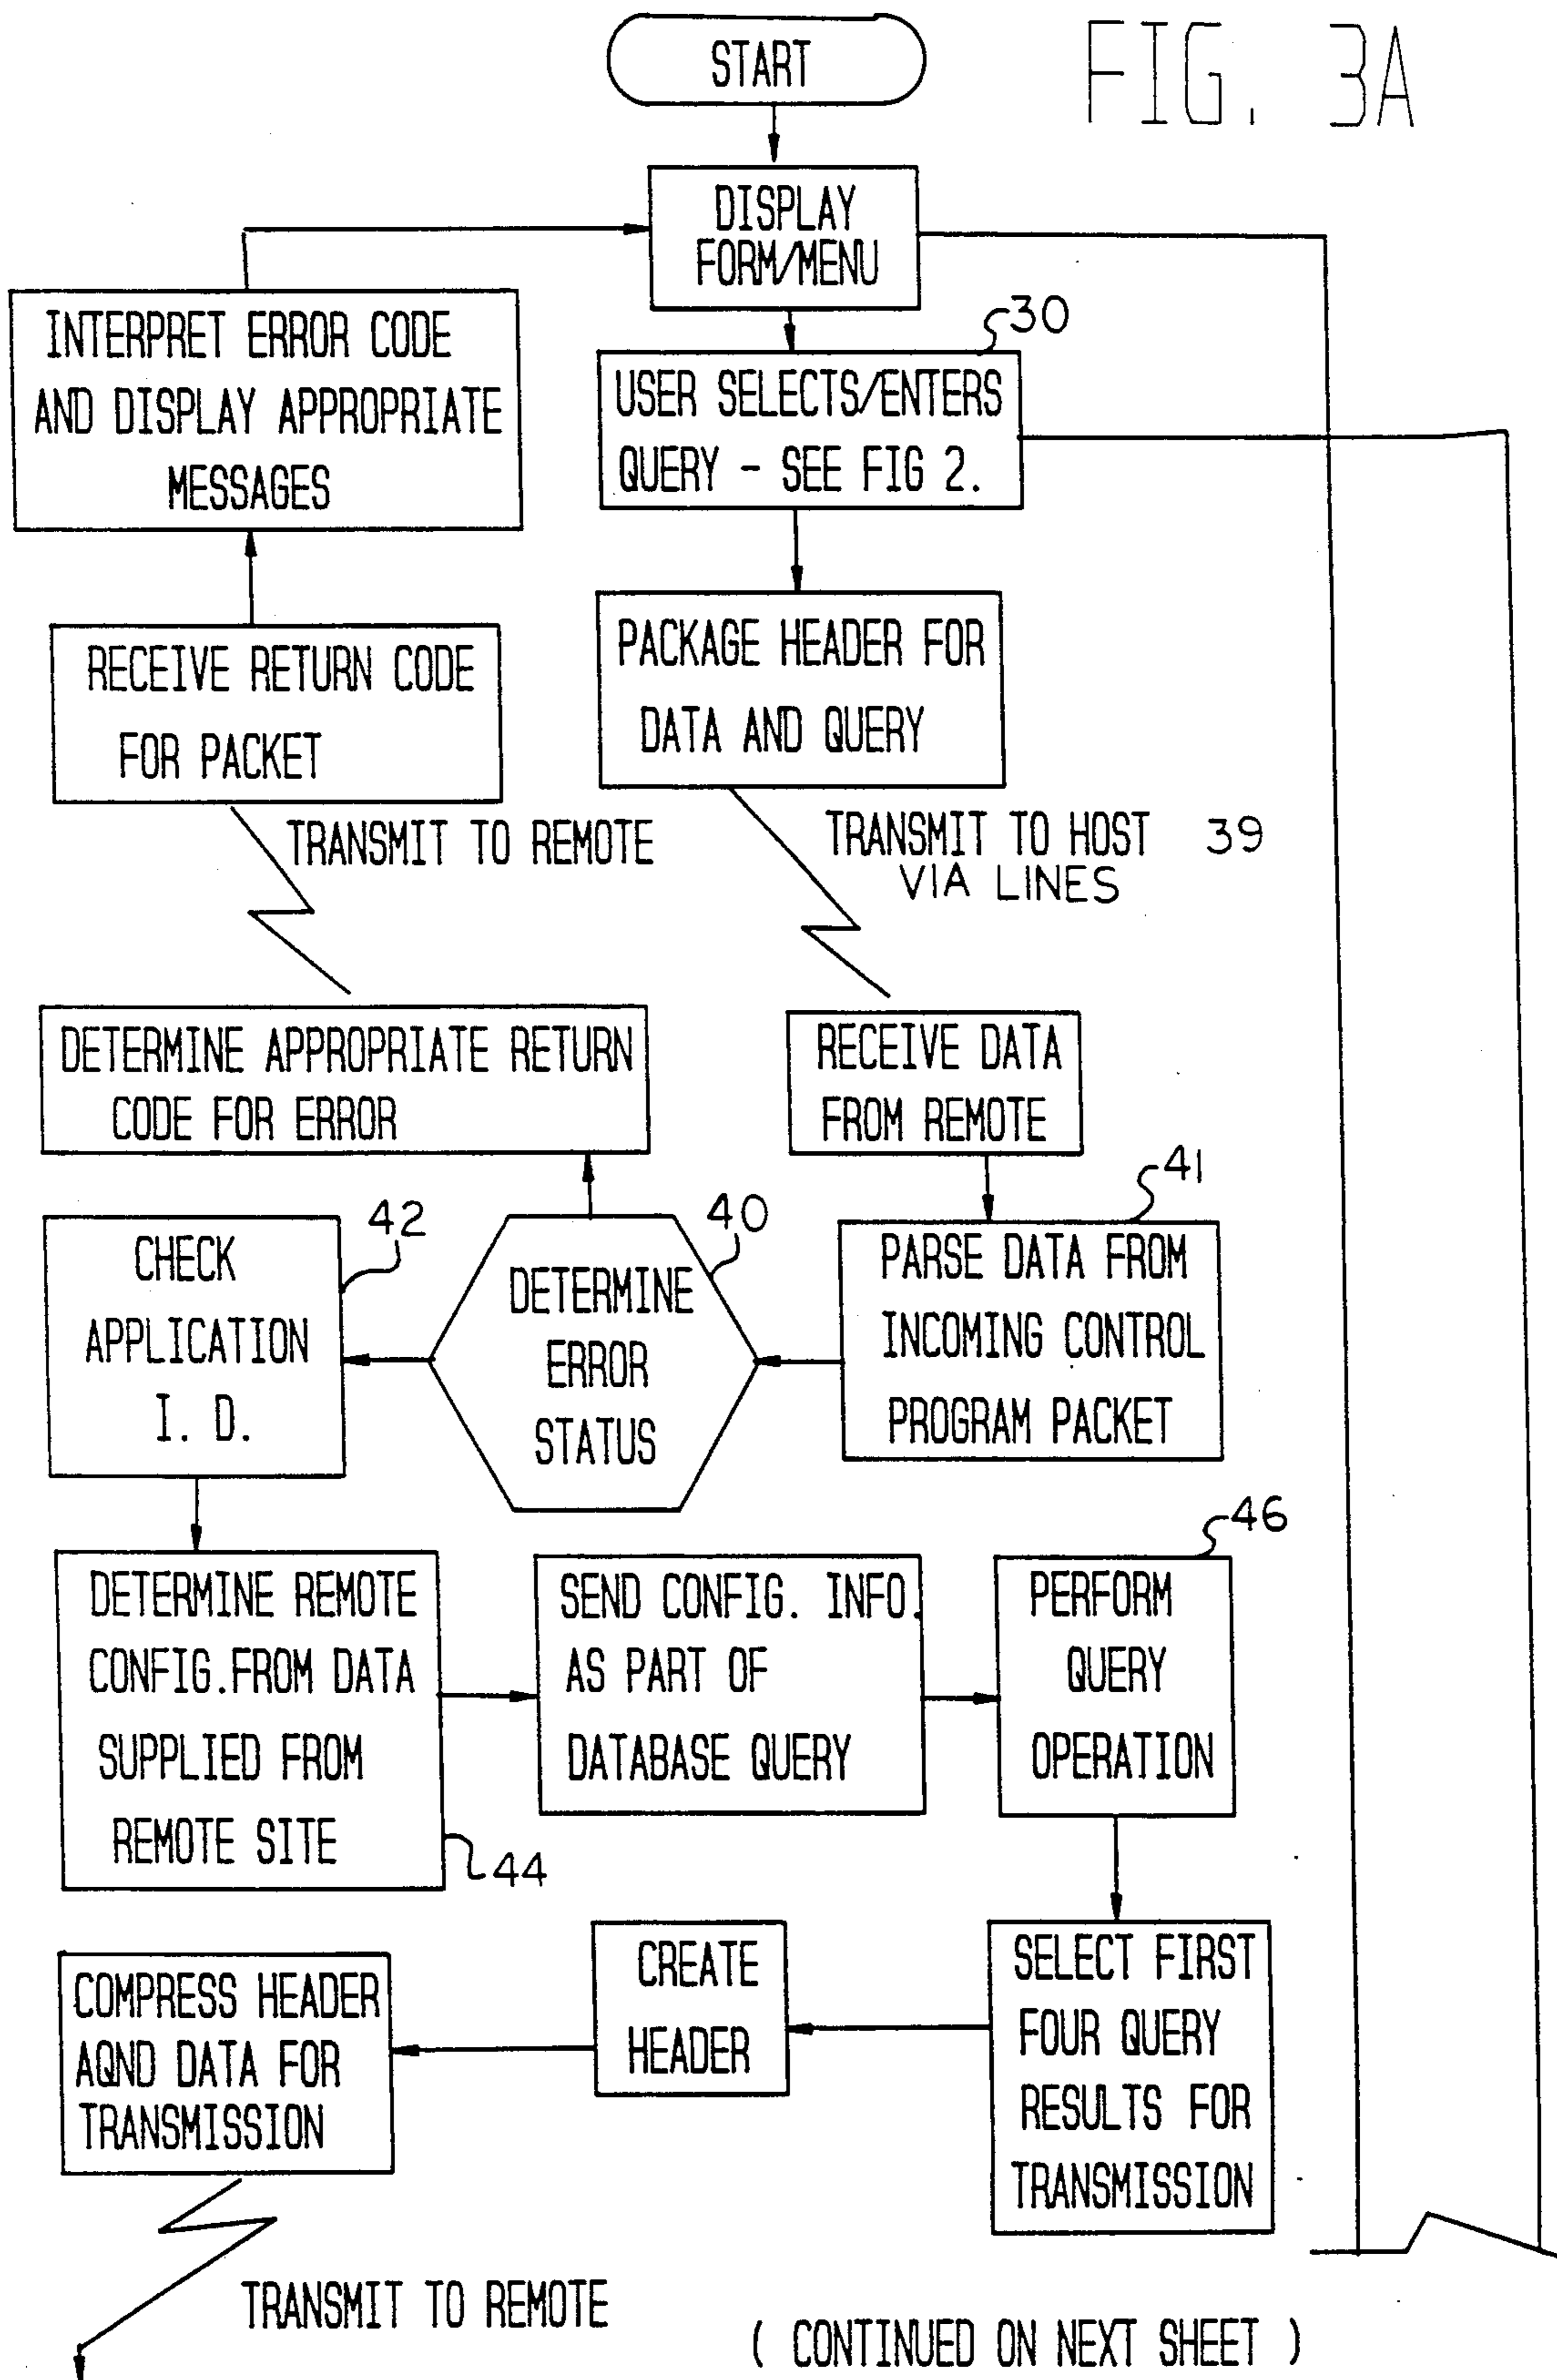 FIG. 3A
START
DISPLAY
FORM/MENU
30
USER SELECTS/ENTERS
QUERY - SEE FIG 2.
INTERPRET ERROR CODE
AND DISPLAY APPROPRIATE
MESSAGES
RECEIVE RETURN CODE
FOR PACKET
PACKAGE HEADER FOR
DATA AND QUERY
TRANSMIT TO REMOTE
TRANSMIT TO HOST 39
VIA LINES
DETERMINE APPROPRIATE RETURN
CODE FOR ERROR
RECEIVE DATA
FROM REMOTE
41
PARSE DATA FROM
INCOMING CONTROL
PROGRAM PACKET
40
DETERMINE
ERROR
STATUS
42
CHECK
APPLICATION
I. D.
DETERMINE REMOTE
CONFIG.FROM DATA
SUPPLIED FROM
REMOTE SITE
44
SEND CONFIG. INFO.
AS PART OF
DATABASE QUERY
46
PERFORM
QUERY
OPERATION
SELECT FIRST
FOUR QUERY
RESULTS FOR
TRANSMISSION
CREATE
HEADER
COMPRESS HEADER
AQND DATA FOR
TRANSMISSION
TRANSMIT TO REMOTE
( CONTINUED ON NEXT SHEET )